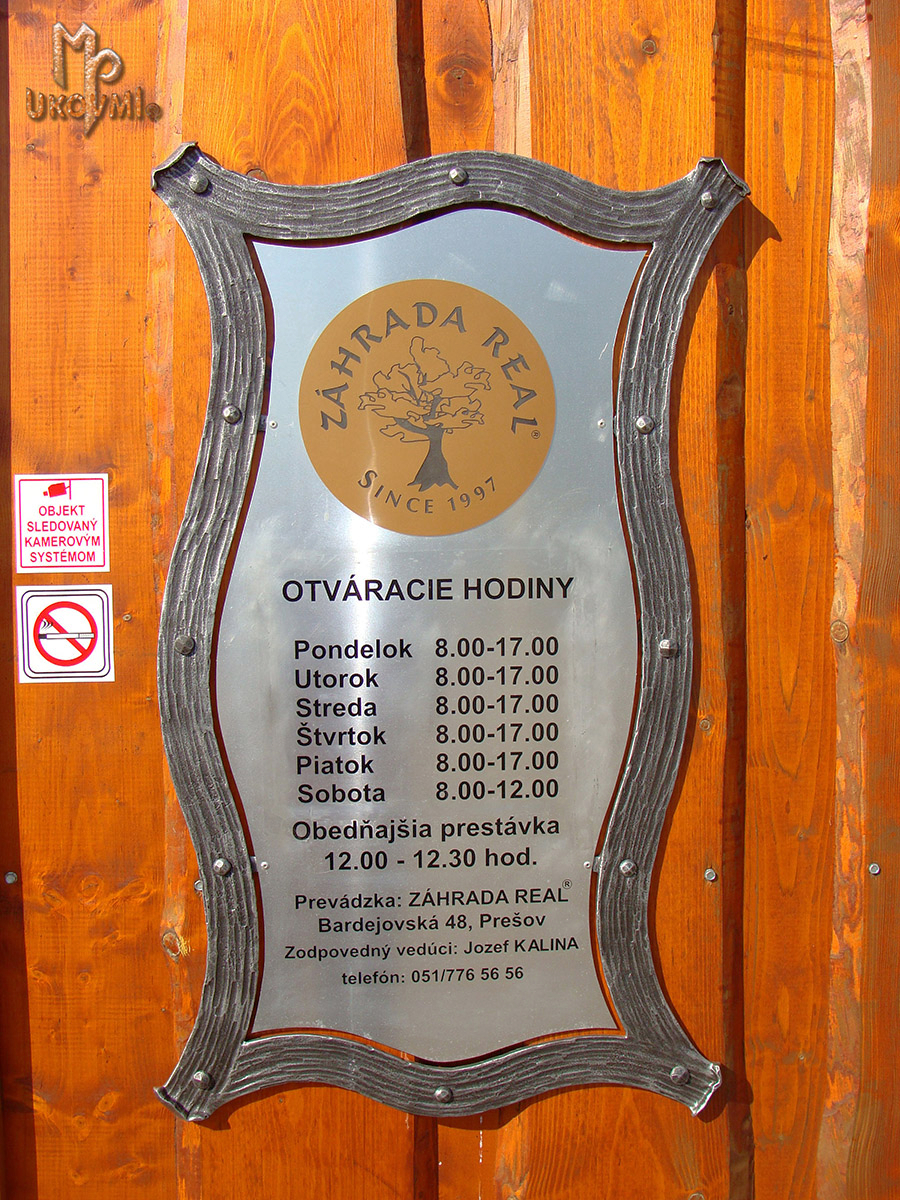 MP
UKOVMI®
ZÁHRADA REAL®
SINCE 1997
OBJEKT
SLEDOVANÝ
KAMEROVÝM
SYSTÉMOM
OTVÁRACIE HODINY
Pondelok 8.00-17.00
Utorok 8.00-17.00
Streda 8.00-17.00
Štvrtok 8.00-17.00
Piatok 8.00-17.00
Sobota 8.00-12.00
Obedňajšia prestávka
12.00 - 12.30 hod.
Prevádzka: ZÁHRADA REAL®
Bardejovská 48, Prešov
Zodpovedný vedúci: Jozef KALINA
telefón: 051/776 56 56